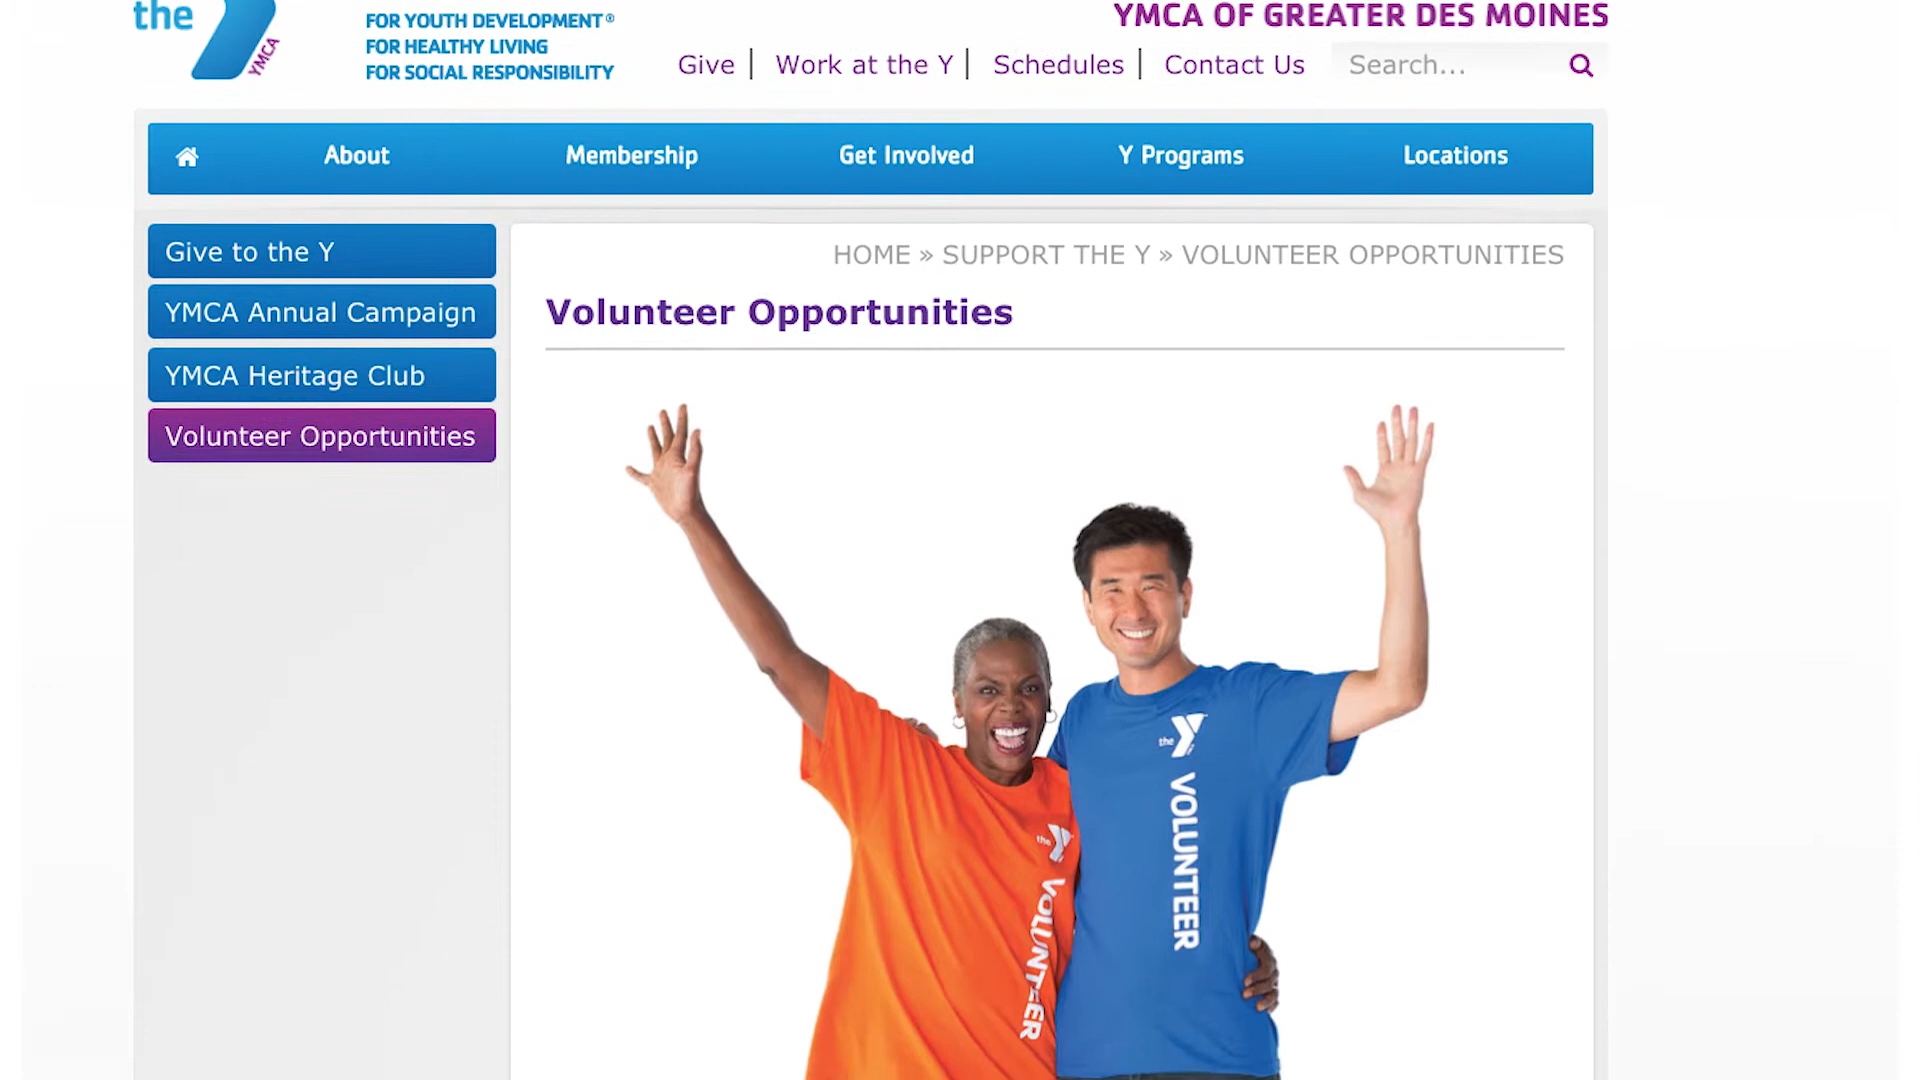 the
YMCA
FOR YOUTH DEVELOPMENT®
FOR HEALTHY LIVING
FOR SOCIAL RESPONSIBILITY
YMCA OF GREATER DES MOINES
Give | Work at the Y | Schedules | Contact Us
Search...
About Membership Get Involved Y Programs Locations
Give to the Y
YMCA Annual Campaign
YMCA Heritage Club
Volunteer Opportunities
HOME » SUPPORT THE Y » VOLUNTEER OPPORTUNITIES
Volunteer Opportunities
the
VOLUNTEER
the
VOLUNTEER